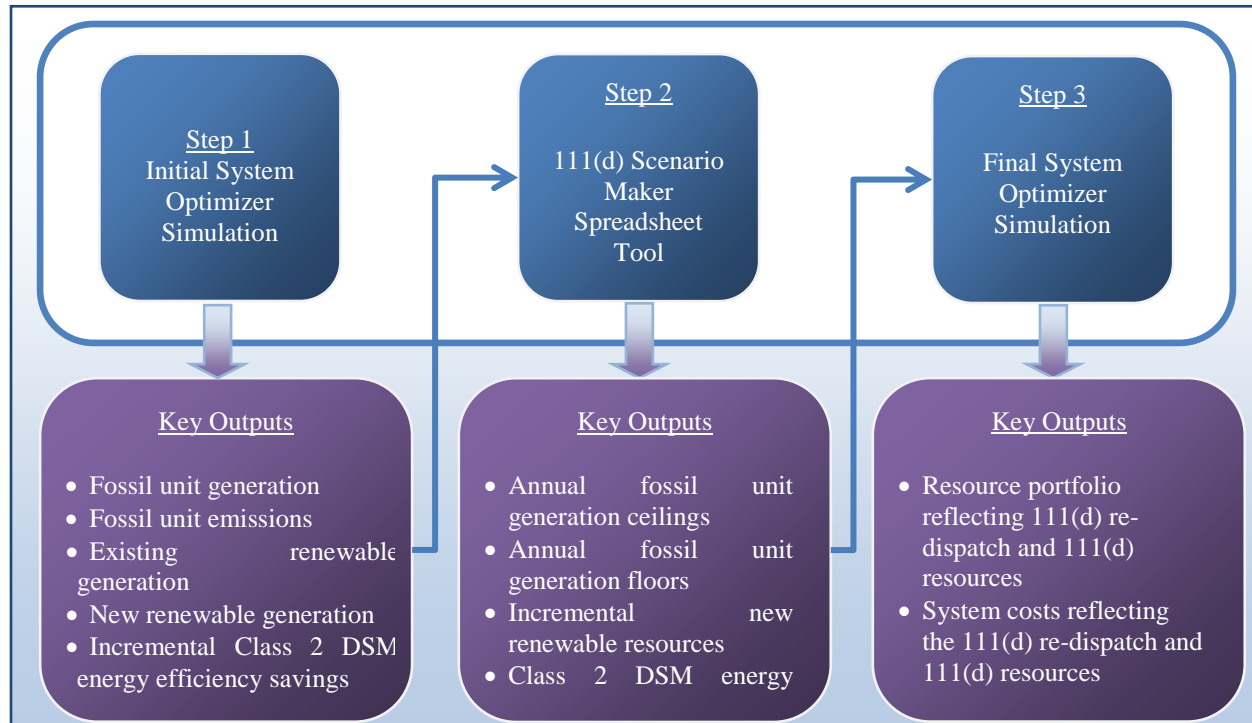 Step 1
Initial System
Optimizer
Simulation
Step 2
111(d) Scenario
Maker
Spreadsheet
Tool
Step 3
Final System
Optimizer
Simulation
Key Outputs
• Fossil unit generation
• Fossil unit emissions
• Existing renewable
generation
• New renewable generation
• Incremental Class 2 DSM
energy efficiency savings
Key Outputs
• Annual fossil unit
generation ceilings
• Annual fossil unit
generation floors
• Incremental new
renewable resources
• Class 2 DSM energy
Key Outputs
• Resource portfolio
reflecting 111(d) re-
dispatch and 111(d)
resources
• System costs reflecting
the 111(d) re-dispatch and
111(d) resources